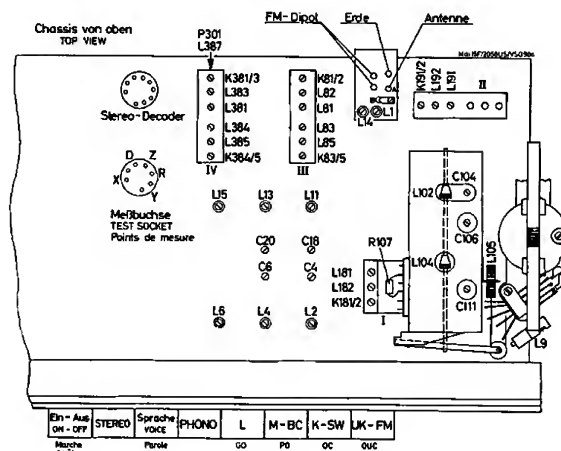 Chassis von oben
TOP VIEW
P301
L387
FM-Dipol
Erde
Antenne
K381/3
L383
L381
L384
L385
K384/5
IV
K81/2
L82
L81
L83
L85
K83/5
III
L14
L1
K191/2
L192
L191
II
Stereo-Decoder
D
Z
X
R
Y
Meßbuchse
TEST SOCKET
Points de mesure
L15
L13
L11
C20
C18
C6
C4
L6
L4
L2
R107
L181
L182
K181/2
I
L102
C104
C106
L104
L105
C111
L9
Ein-Aus
ON-OFF
STEREO
Sprache
VOICE
PHONO
L
M-BC
K-SW
UK-FM
Marche
Parole
GO
PO
OC
OUC